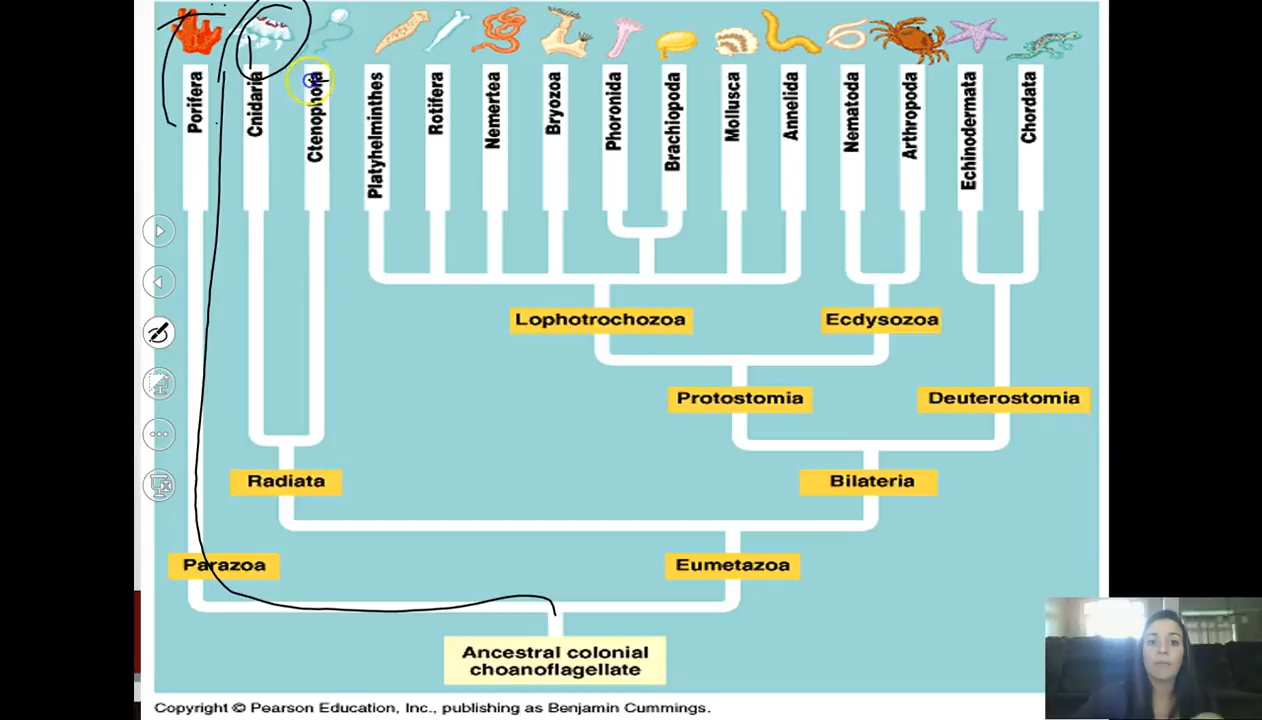 Porifera
Cnidaria
Ctenophora
Platyhelminthes
Rotifera
Nemertea
Bryozoa
Phoronida
Brachiopoda
Mollusca
Annelida
Nematoda
Arthropoda
Echinodermata
Chordata
Lophotrochozoa
Ecdysozoa
Protostomia
Deuterostomia
Radiata
Bilateria
Parazoa
Eumetazoa
Ancestral colonial
choanoflagellate
Copyright © Pearson Education, Inc., publishing as Benjamin Cummings.